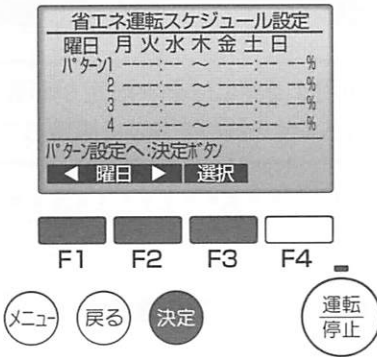 省エネ運転スケジュール設定
曜日 月 火 水 木 金 土 日
パターン1 ----:-- ～ ----:-- --%
2 ----:-- ～ ----:-- --%
3 ----:-- ～ ----:-- --%
4 ----:-- ～ ----:-- --%
パターン設定へ:決定ボタン
◀ 曜日 ▶ 選択
F1 F2 F3 F4
メニュー 戻る 決定 運転
停止